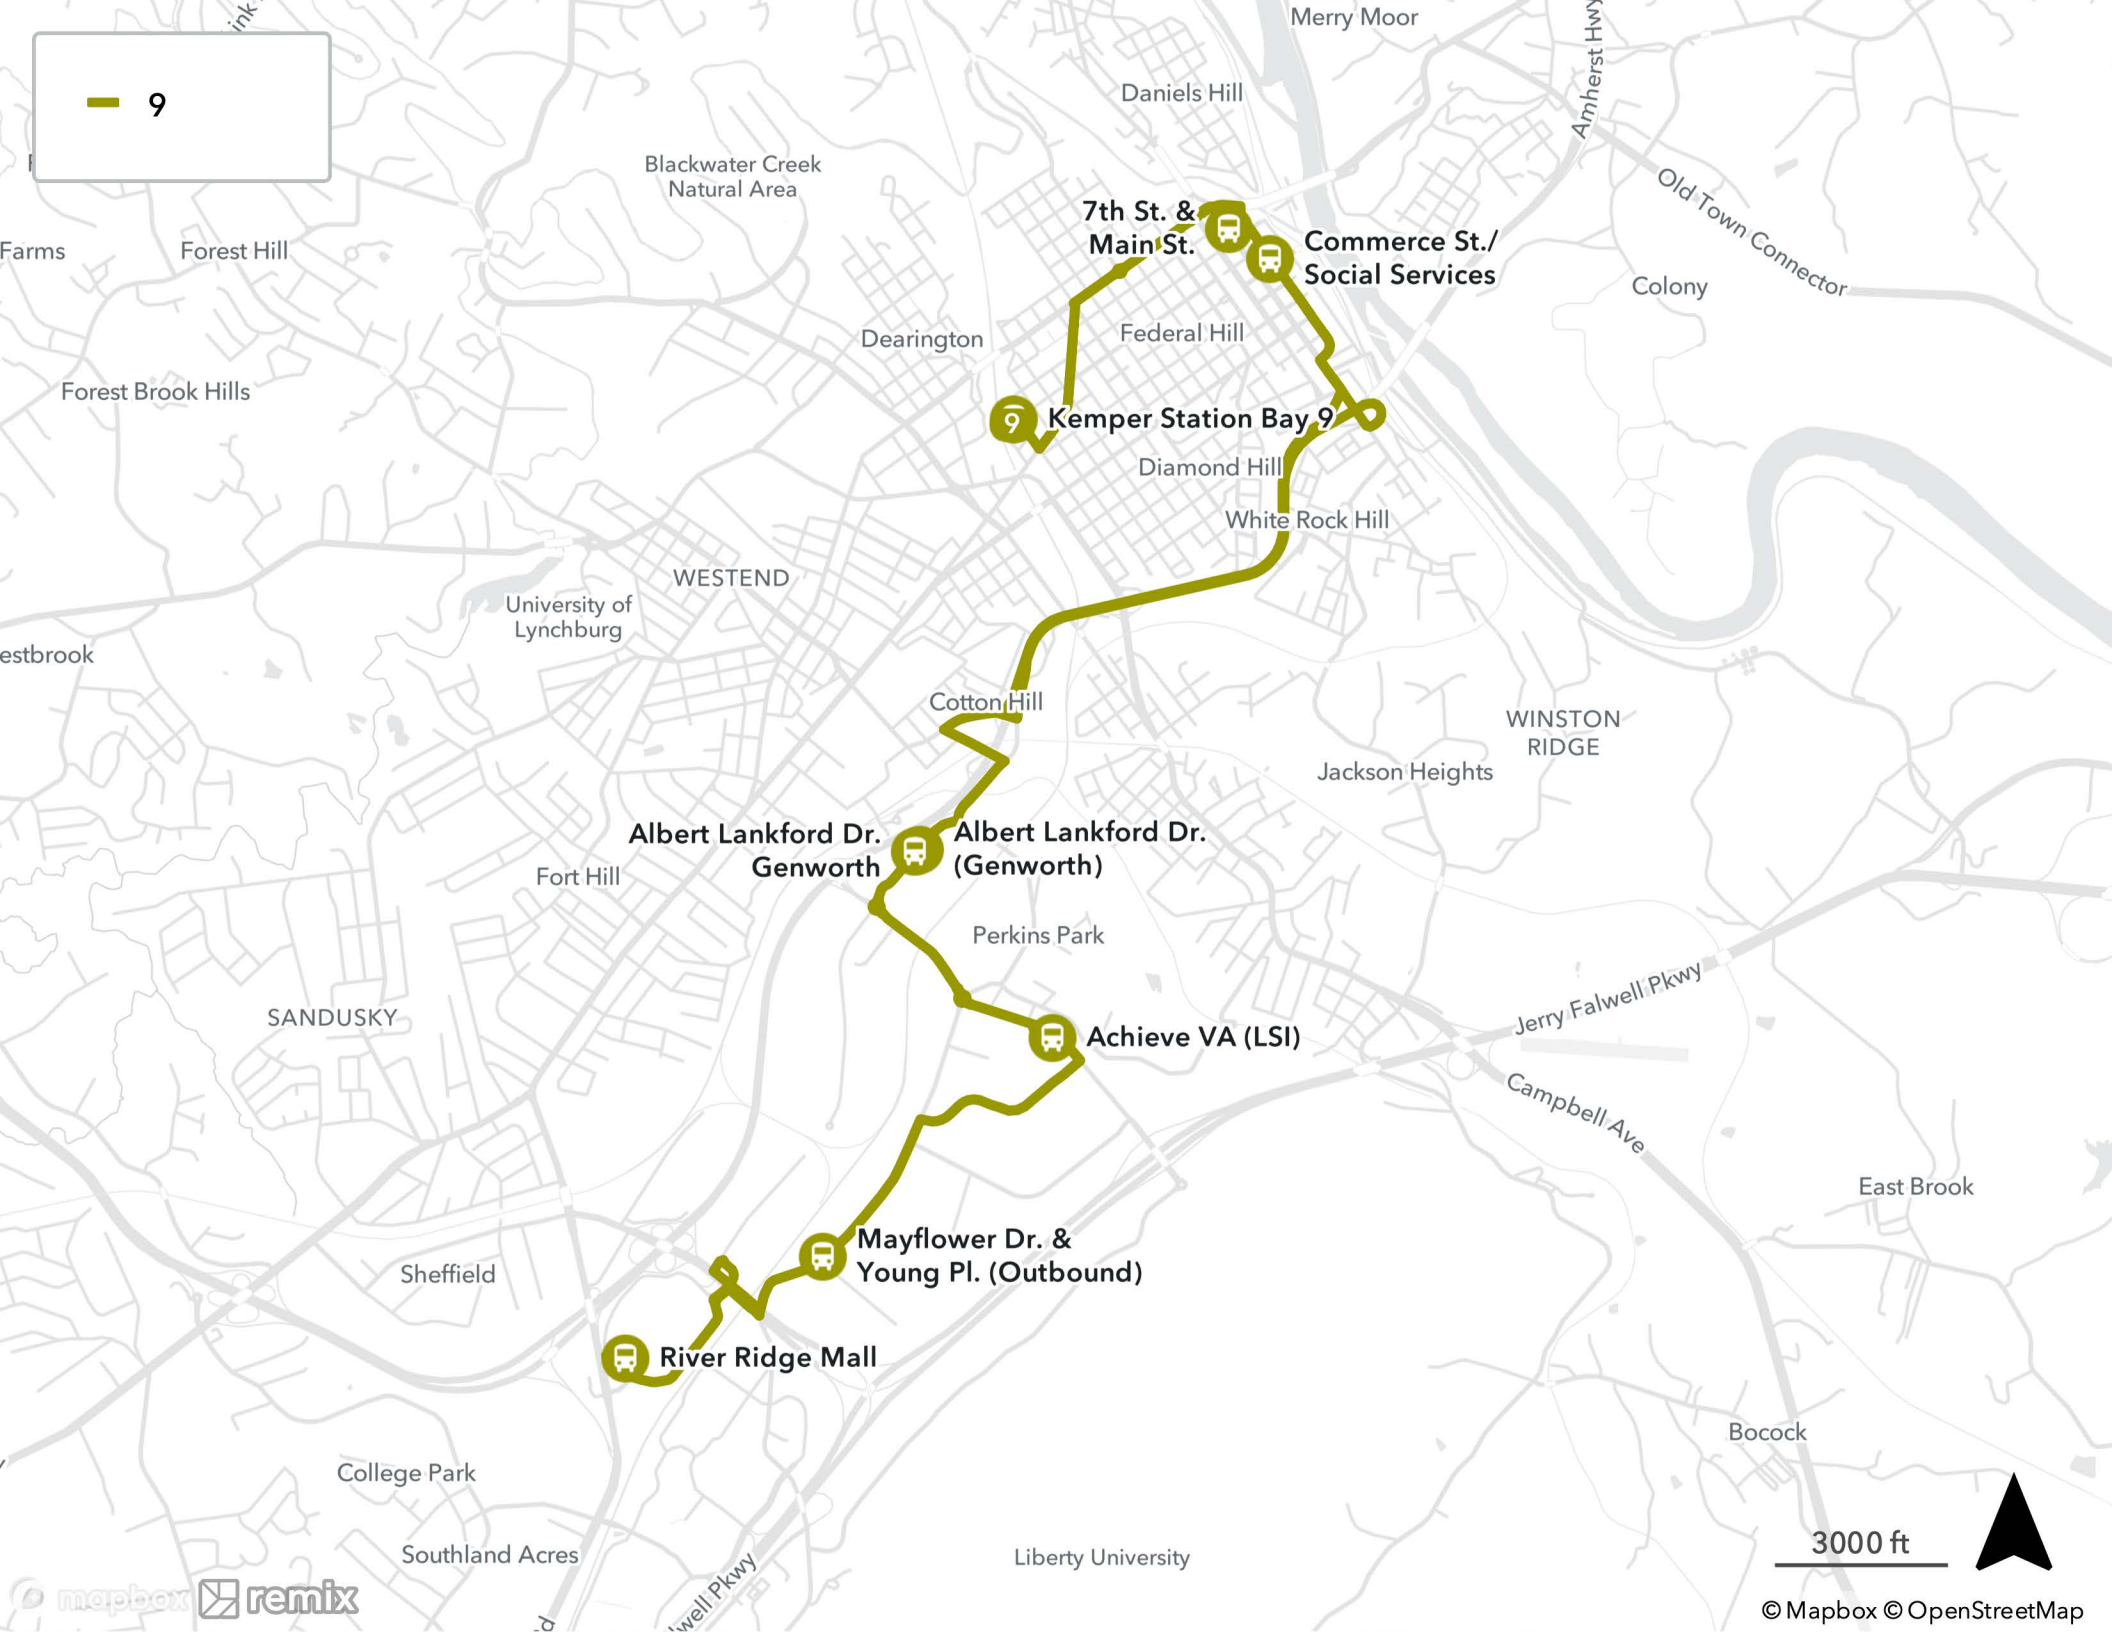 9
Merry Moor
Daniels Hill
Amherst Hwy
Blackwater Creek
Natural Area
Old Town Connector
7th St. &
Main St.
Commerce St./
Social Services
Farms
Forest Hill
Colony
Dearington
Federal Hill
Forest Brook Hills
9
Kemper Station Bay 9
Diamond Hill
White Rock Hill
WESTEND
University of
Lynchburg
estbrook
Cotton Hill
WINSTON
RIDGE
Jackson Heights
Albert Lankford Dr.
Genworth
Albert Lankford Dr.
(Genworth)
Fort Hill
Perkins Park
SANDUSKY
Jerry Falwell Pkwy
Achieve VA (LSI)
Campbell Ave
East Brook
Mayflower Dr. &
Young Pl. (Outbound)
Sheffield
River Ridge Mall
Bocock
College Park
Southland Acres
Liberty University
lwell Pkwy
3000 ft
mapbox
remix
© Mapbox © OpenStreetMap